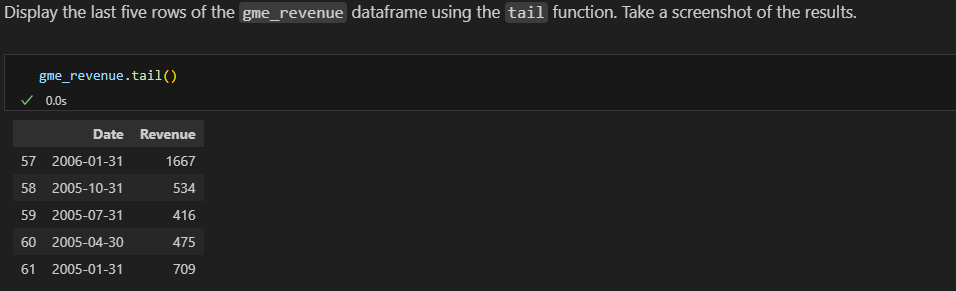 Display the last five rows of the gme_revenue dataframe using the tail function. Take a screenshot of the results.
gme_revenue.tail()
0.0s
Date Revenue
57 2006-01-31 1667
58 2005-10-31 534
59 2005-07-31 416
60 2005-04-30 475
61 2005-01-31 709